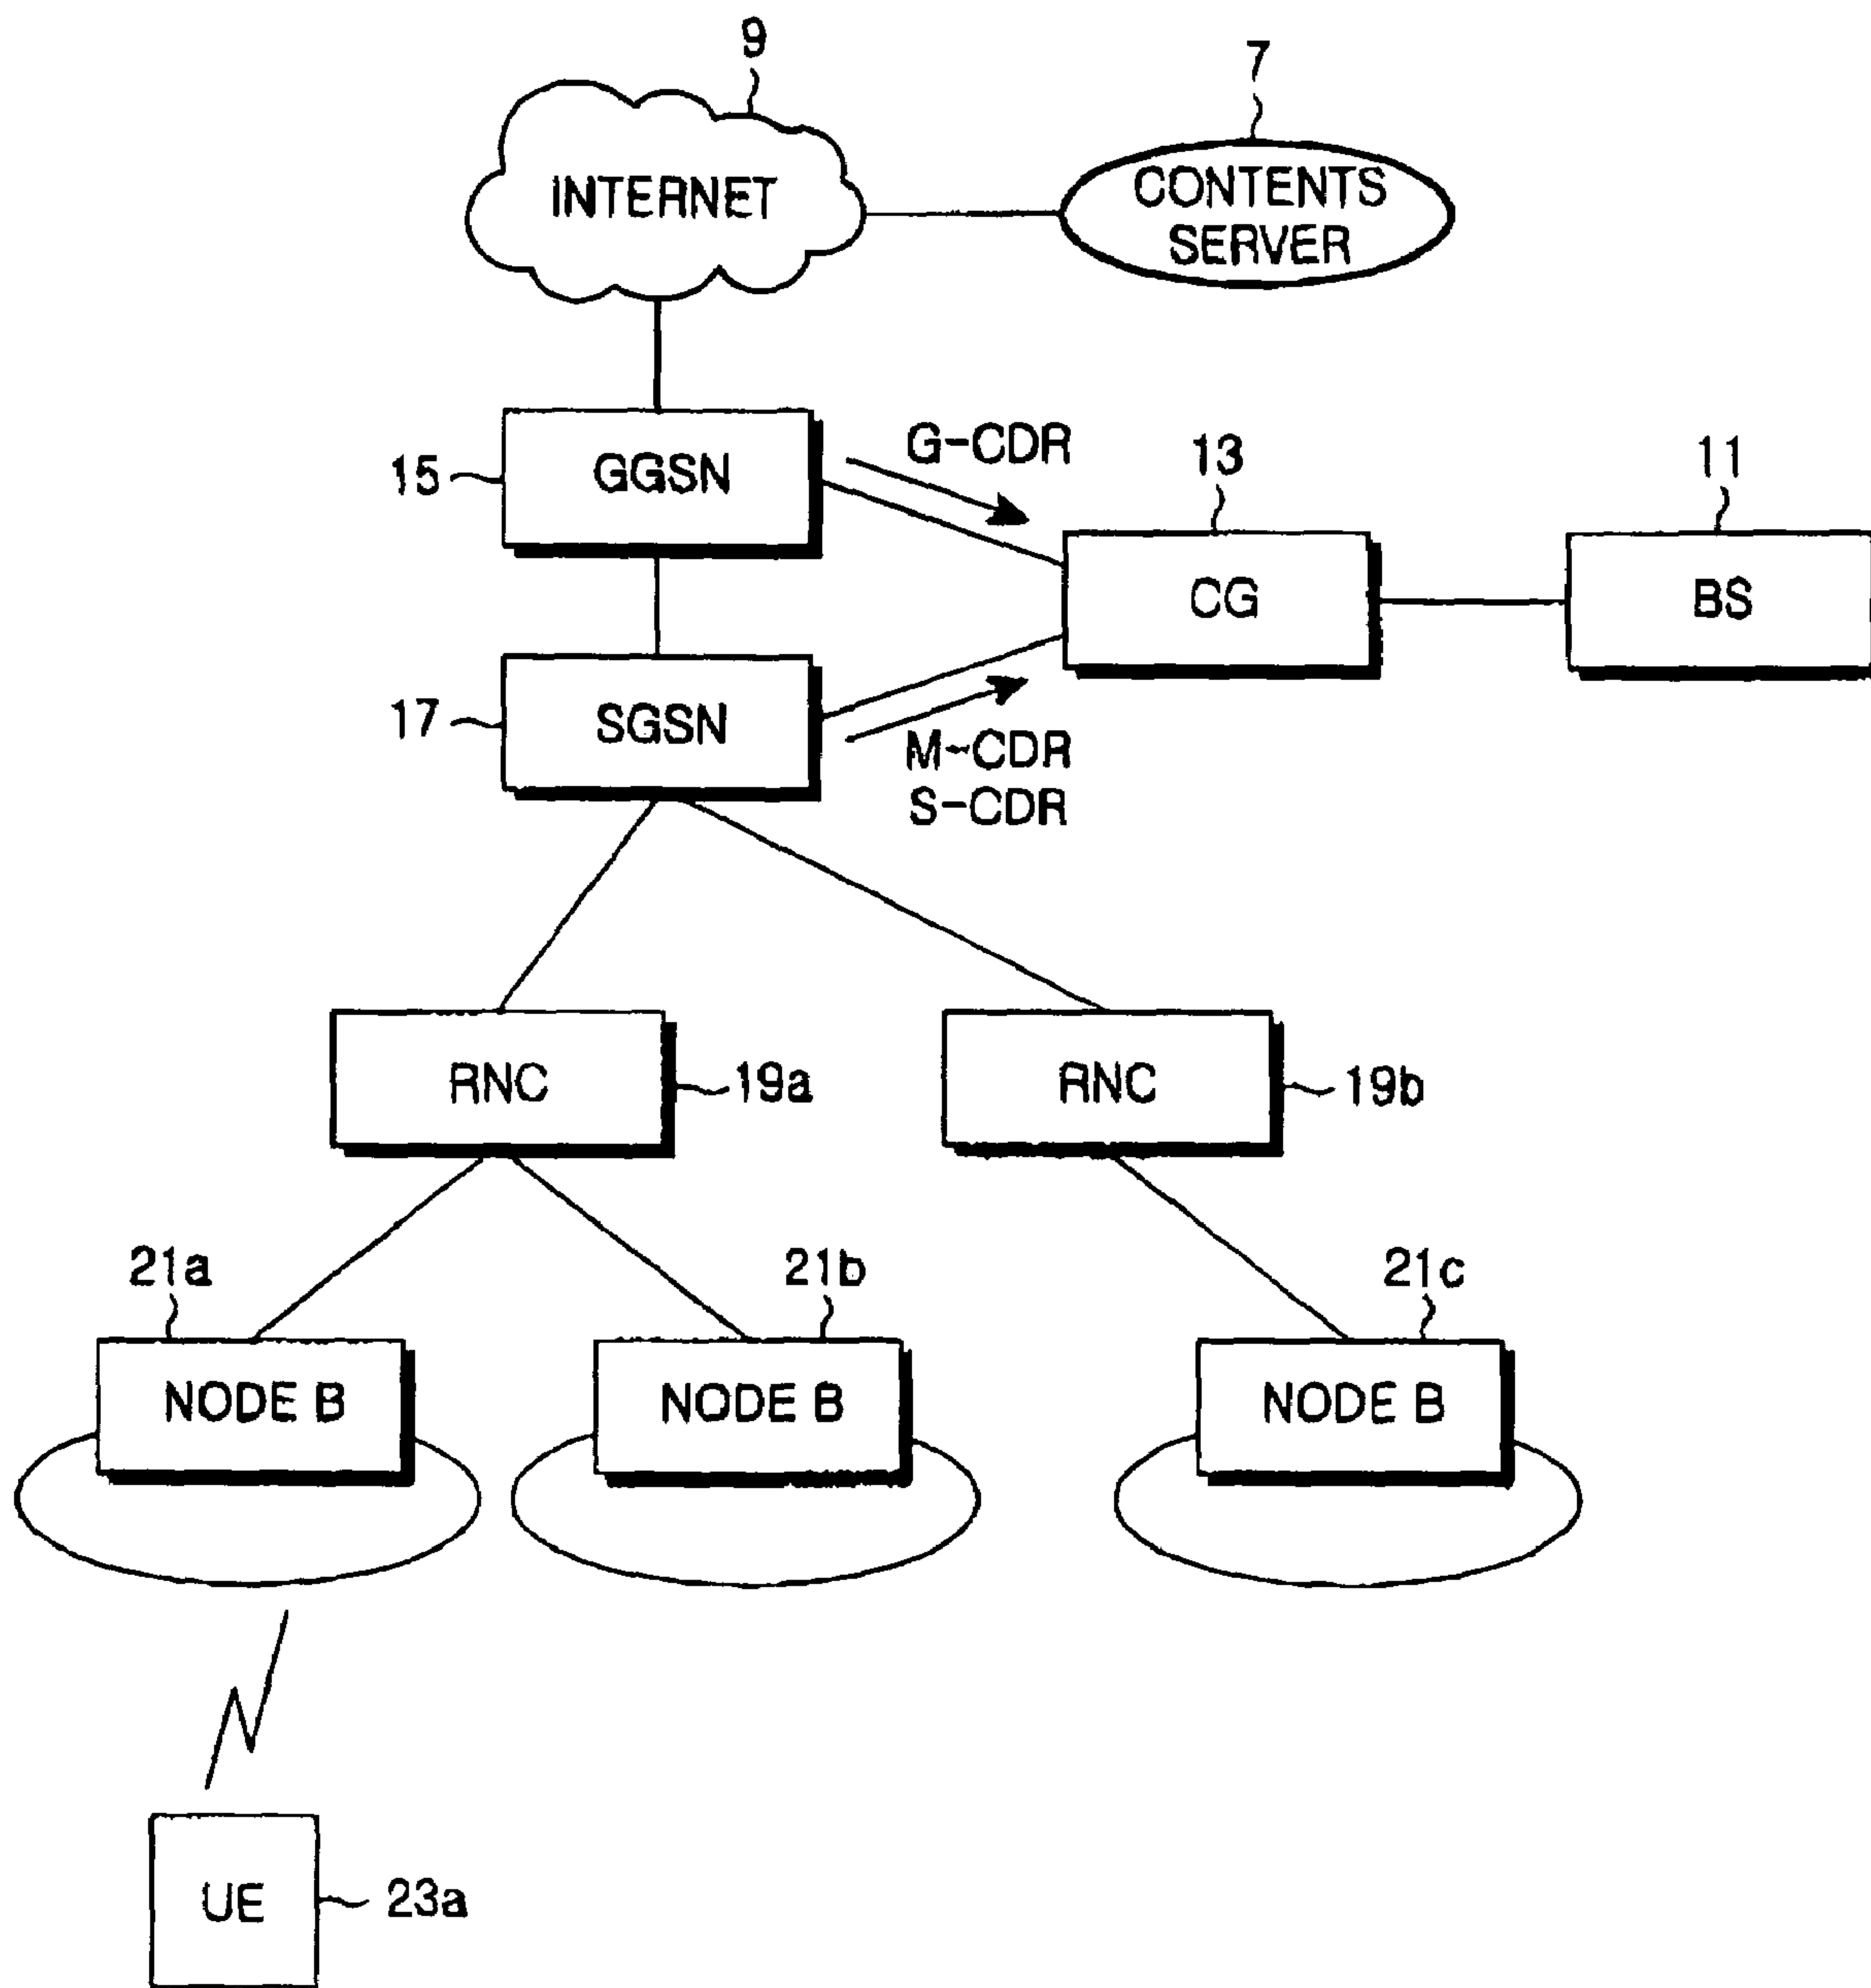 9
7
INTERNET
CONTENTS
SERVER
G-CDR
15
GGSN
13
11
CG
BS
17
SGSN
M-CDR
S-CDR
RNC
19a
RNC
19b
21a
21b
21c
NODE B
NODE B
NODE B
UE
23a